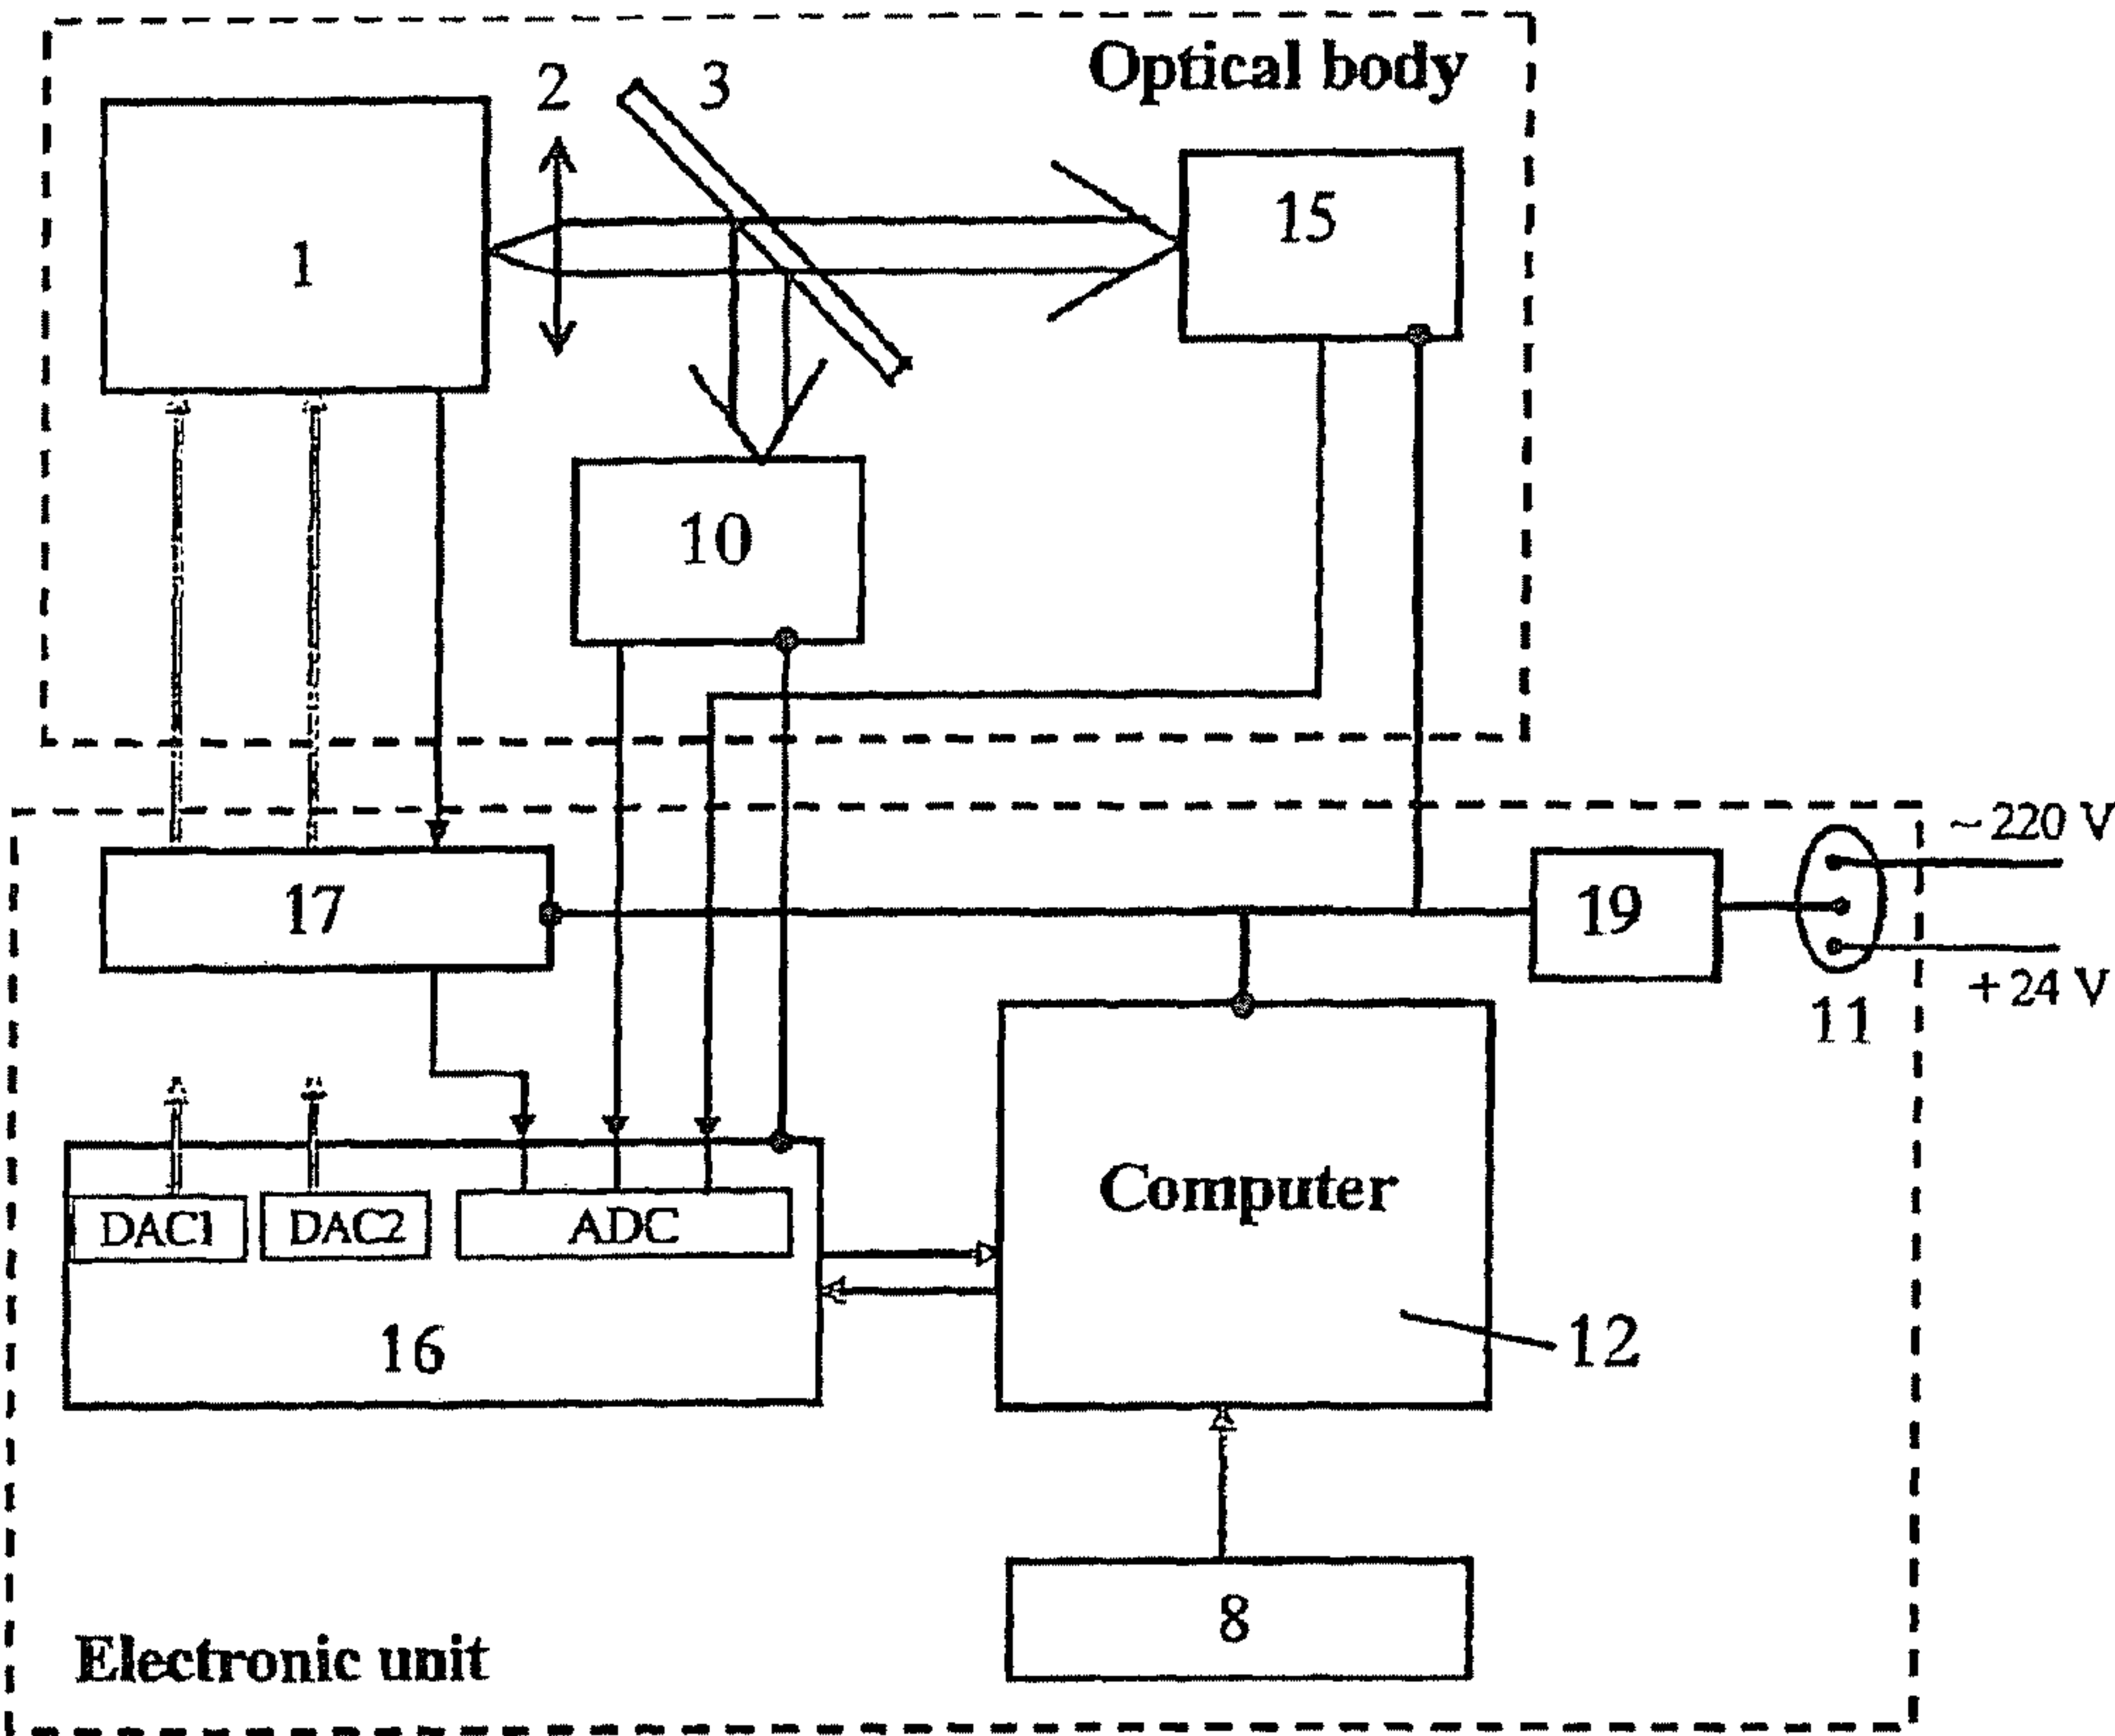 Optical body
2
3
1
15
10
~220 V
17
19
+24 V
11
Computer
DAC1
DAC2
ADC
16
12
8
Electronic unit